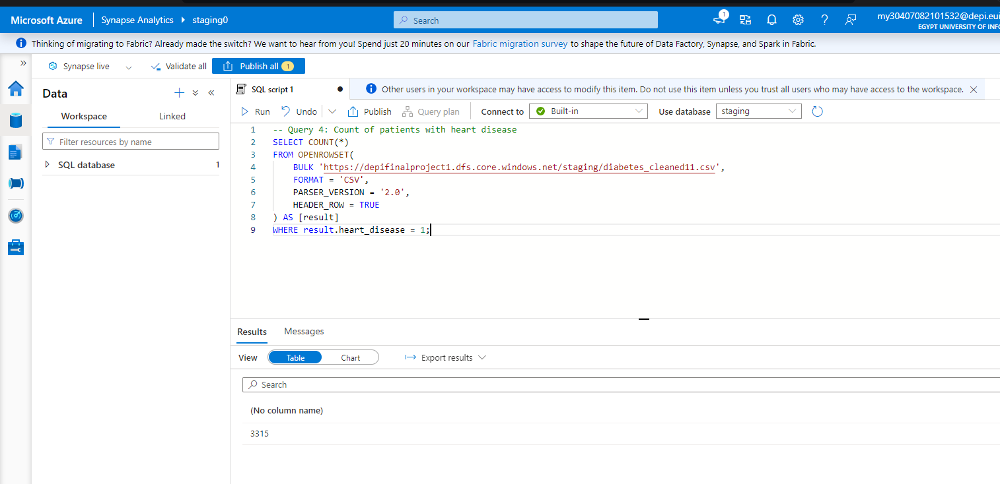 Microsoft Azure | Synapse Analytics staging0
Search
1
my30407082101532@depi.eui
EGYPT UNIVERSITY OF INFO
Thinking of migrating to Fabric? Already made the switch? We want to hear from you! Spend just 20 minutes on our Fabric migration survey to shape the future of Data Factory, Synapse, and Spark in Fabric.
Synapse live
Validate all
Publish all 1
Data
Workspace
Linked
Filter resources by name
SQL database 1
SQL script 1
Other users in your workspace may have access to modify this item. Do not use this item unless you trust all users who may have access to the workspace.
Run Undo Publish Query plan Connect to Built-in Use database staging
1 -- Query 4: Count of patients with heart disease
2 SELECT COUNT(*)
3 FROM OPENROWSET(
4 BULK 'https://depifinalproject1.dfs.core.windows.net/staging/diabetes_cleaned11.csv',
5 FORMAT = 'CSV',
6 PARSER_VERSION = '2.0',
7 HEADER_ROW = TRUE
8 ) AS [result]
9 WHERE result.heart_disease = 1;
Results Messages
View Table Chart Export results
Search
(No column name)
3315